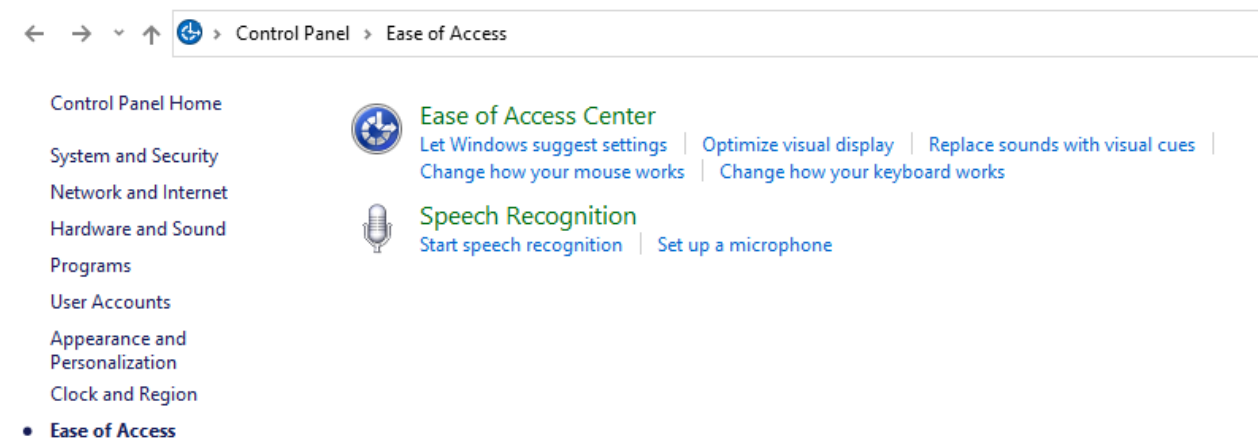 Control Panel > Ease of Access
Control Panel Home
System and Security
Network and Internet
Hardware and Sound
Programs
User Accounts
Appearance and
Personalization
Clock and Region
Ease of Access
Ease of Access Center
Let Windows suggest settings | Optimize visual display | Replace sounds with visual cues |
Change how your mouse works | Change how your keyboard works
Speech Recognition
Start speech recognition | Set up a microphone